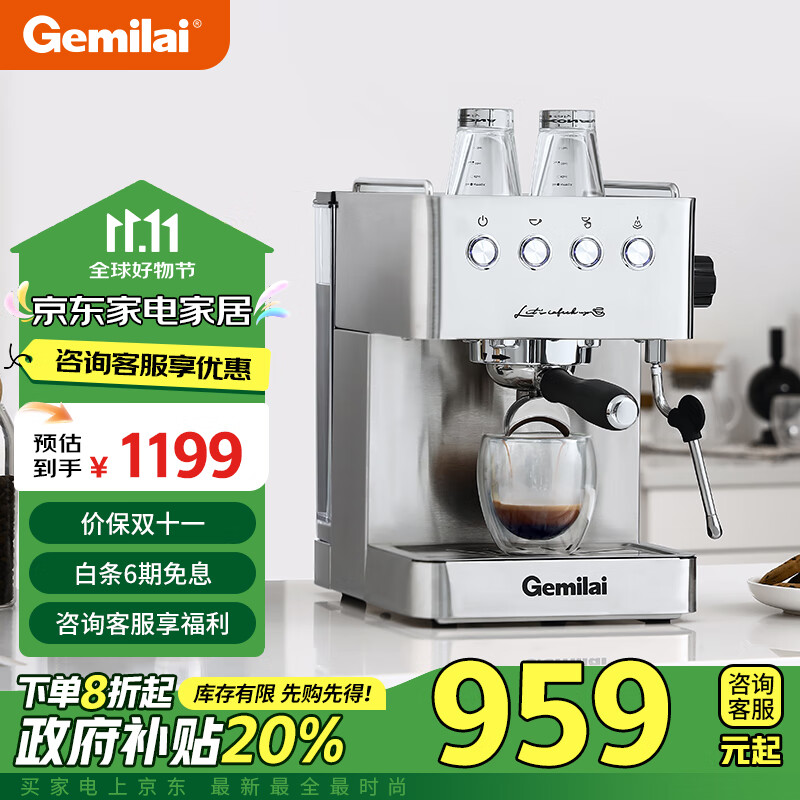 Gemilai®
11.11
全球好物节
京东家电家居
咨询客服享优惠
预估
到手 ¥ 1199
价保双十一
白条6期免息
咨询客服享福利
Gemilai
下单8折起
库存有限 先购先得!
政府补贴20%
959
咨询
客服
元起
买家电上京东 最新最全最时尚